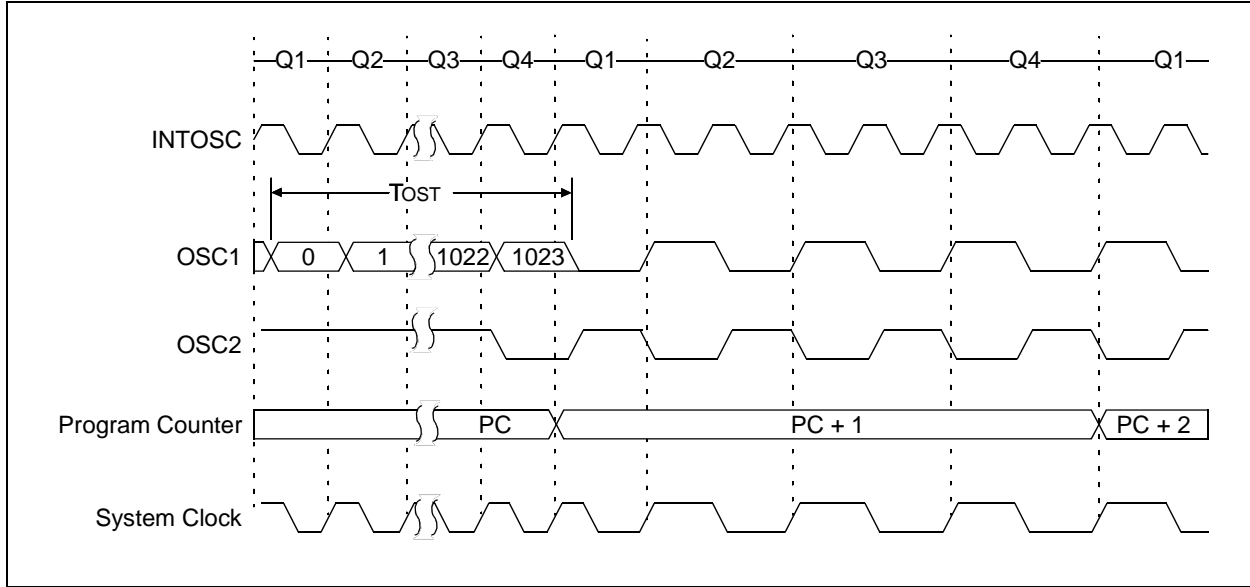 Q1 Q2 Q3 Q4 Q1 Q2 Q3 Q4 Q1
INTOSC
TOST
OSC1 0 1 1022 1023
OSC2
Program Counter PC PC + 1 PC + 2
System Clock